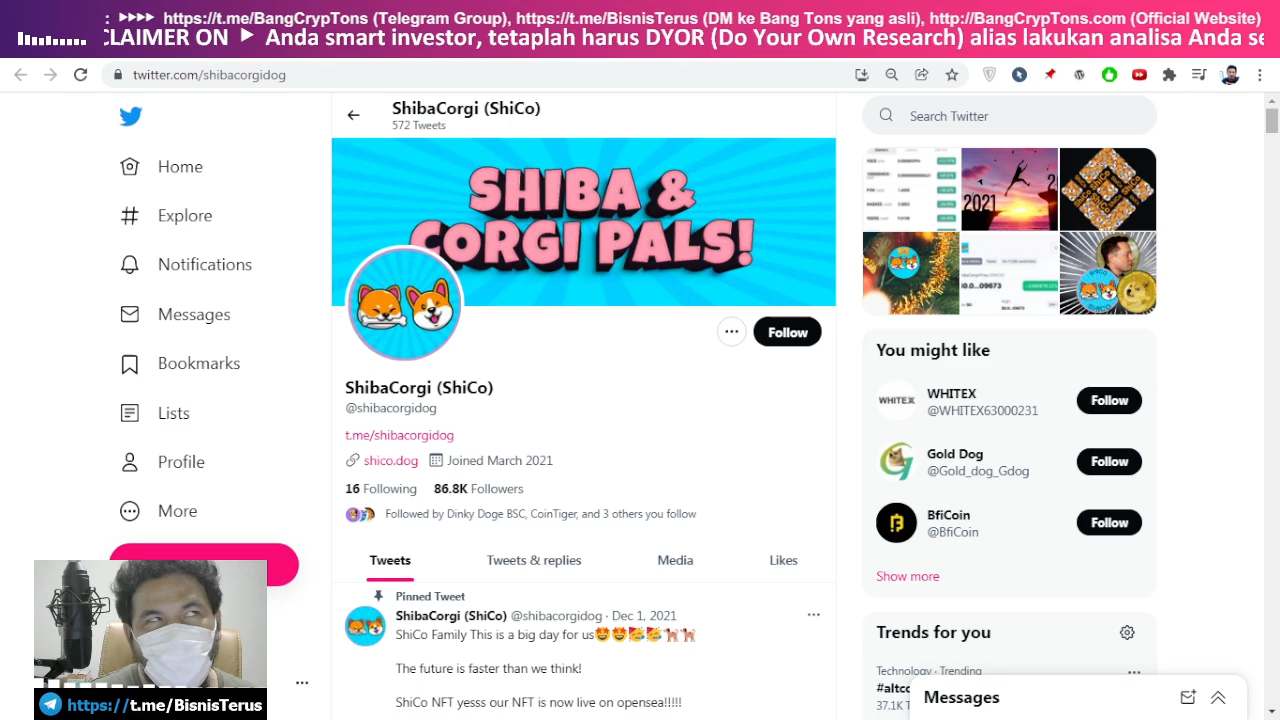 : ►►►► https://t.me/BangCrypTons (Telegram Group), https://t.me/BisnisTerus (DM ke Bang Tons yang asli), http://BangCrypTons.com (Official Website)
CLAIMER ON ► Anda smart investor, tetaplah harus DYOR (Do Your Own Research) alias lakukan analisa Anda se
twitter.com/shibacorgidog
ShibaCorgi (ShiCo)
572 Tweets
Search Twitter
Home
Explore
Notifications
Messages
Bookmarks
Lists
Profile
More
SHIBA &
CORGI PALS!
Follow
ShibaCorgi (ShiCo)
@shibacorgidog
t.me/shibacorgidog
shico.dog Joined March 2021
16 Following 86.8K Followers
Followed by Dinky Doge BSC, CoinTiger, and 3 others you follow
Tweets Tweets & replies Media Likes
Pinned Tweet
ShibaCorgi (ShiCo) @shibacorgidog · Dec 1, 2021
ShiCo Family This is a big day for us🤩🤩🥳🥳🐕🐕
The future is faster than we think!
ShiCo NFT yesss our NFT is now live on opensea!!!!!
2021
You might like
WHITEX
WHITEX
@WHITEX63000231
Follow
Gold Dog
@Gold_dog_Gdog
Follow
BfiCoin
@BfiCoin
Follow
Show more
Trends for you
Technology · Trending
#altco
37.1K T
Messages
https://t.me/BisnisTerus